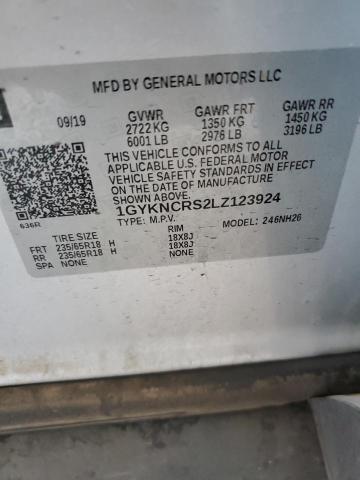 MFD BY GENERAL MOTORS LLC
09/19 GVWR GAWR FRT GAWR RR
2722 KG 1350 KG 1450 KG
6001 LB 2976 LB 3196 LB
THIS VEHICLE CONFORMS TO ALL
APPLICABLE U.S. FEDERAL MOTOR
VEHICLE SAFETY STANDARDS IN EFFECT
ON THE DATE OF MANUFACTURE
SHOWN ABOVE.
1GYKNCRS2LZ123924
636R TYPE: M.P.V. MODEL: 246NH26
TIRE SIZE RIM
FRT 235/65R18 H 18X8J
RR 235/65R18 H 18X8J
SPA NONE NONE